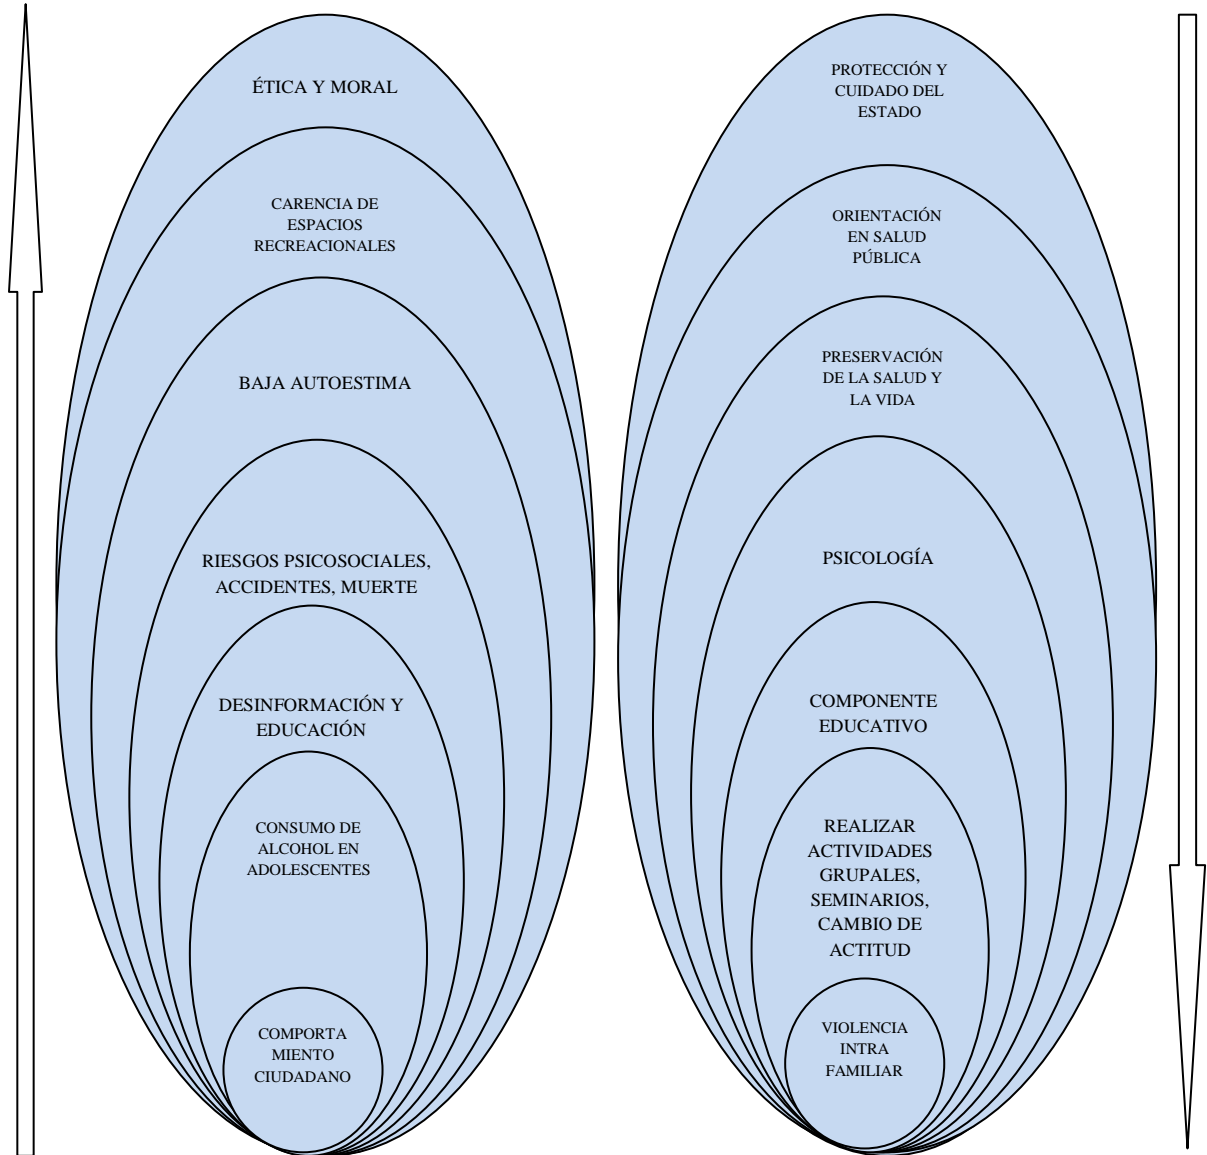 ÉTICA Y MORAL
CARENCIA DE
ESPACIOS
RECREACIONALES
BAJA AUTOESTIMA
RIESGOS PSICOSOCIALES,
ACCIDENTES, MUERTE
DESINFORMACIÓN Y
EDUCACIÓN
CONSUMO DE
ALCOHOL EN
ADOLESCENTES
COMPORTA
MIENTO
CIUDADANO
PROTECCIÓN Y
CUIDADO DEL
ESTADO
ORIENTACIÓN
EN SALUD
PÚBLICA
PRESERVACIÓN
DE LA SALUD Y
LA VIDA
PSICOLOGÍA
COMPONENTE
EDUCATIVO
REALIZAR
ACTIVIDADES
GRUPALES,
SEMINARIOS,
CAMBIO DE
ACTITUD
VIOLENCIA
INTRA
FAMILIAR